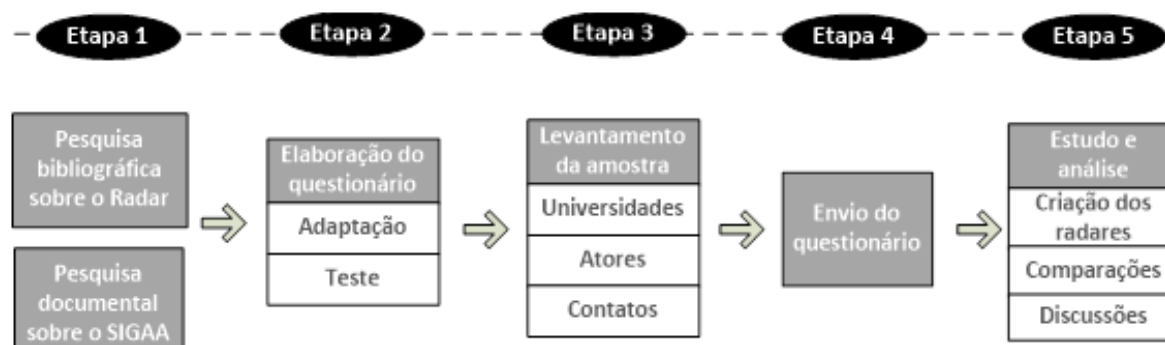 Etapa 1
Etapa 2
Etapa 3
Etapa 4
Etapa 5
Pesquisa
bibliográfica
sobre o Radar
Pesquisa
documental
sobre o SIGAA
Elaboração do
questionário
Adaptação
Teste
Levantamento
da amostra
Universidades
Atores
Contatos
Envio do
questionário
Estudo e
análise
Criação dos
radares
Comparações
Discussões